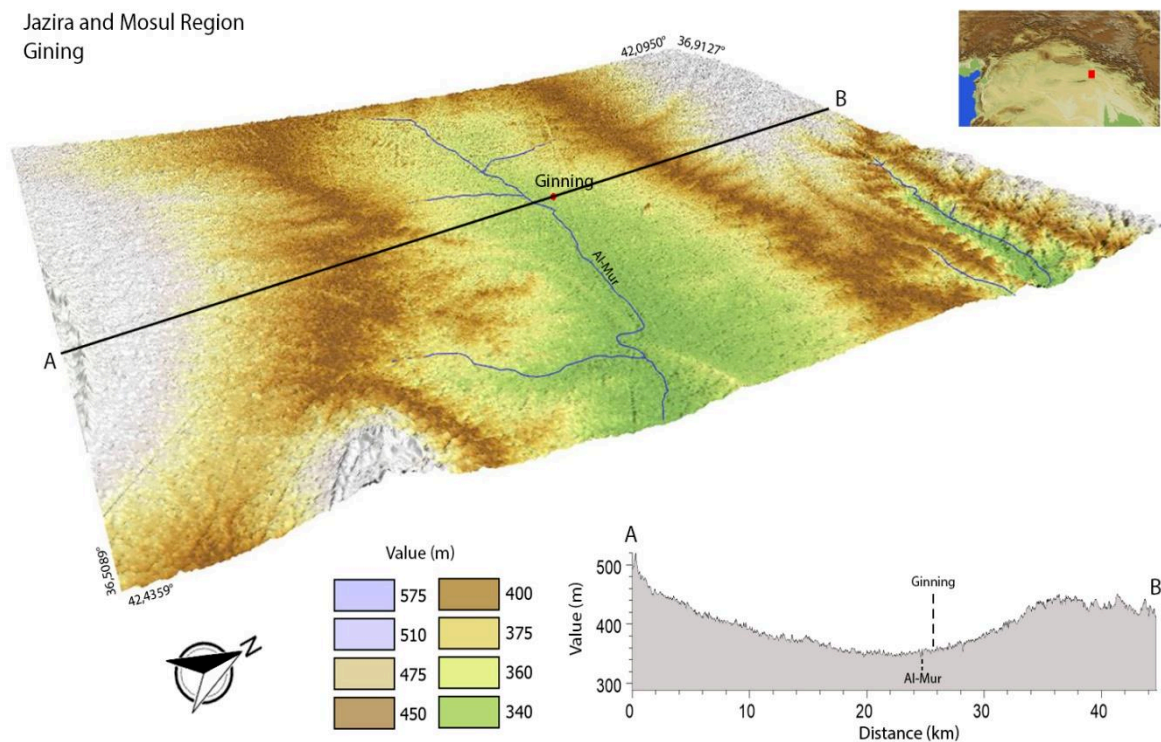 Jazira and Mosul Region
Gining
42,0950° 36,9127°
B
Ginning
Al-Mur
A
36,5089°
42,4359°
N
Value (m)
575 400
510 375
475 360
450 340
A
B
Value (m)
500
400
300
Ginning
Al-Mur
0 10 20 30 40
Distance (km)